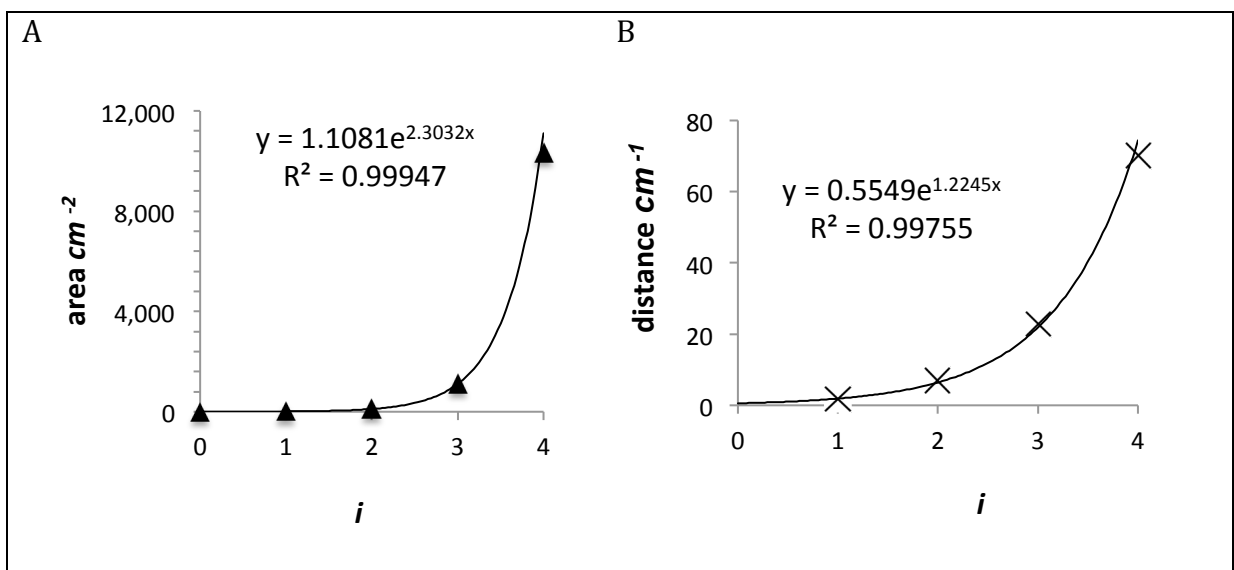 A
B
12,000
8,000
4,000
0
area cm⁻²
y = 1.1081e^2.3032x
R² = 0.99947
0 1 2 3 4
i
80
60
40
20
0
distance cm⁻¹
y = 0.5549e^1.2245x
R² = 0.99755
0 1 2 3 4
i